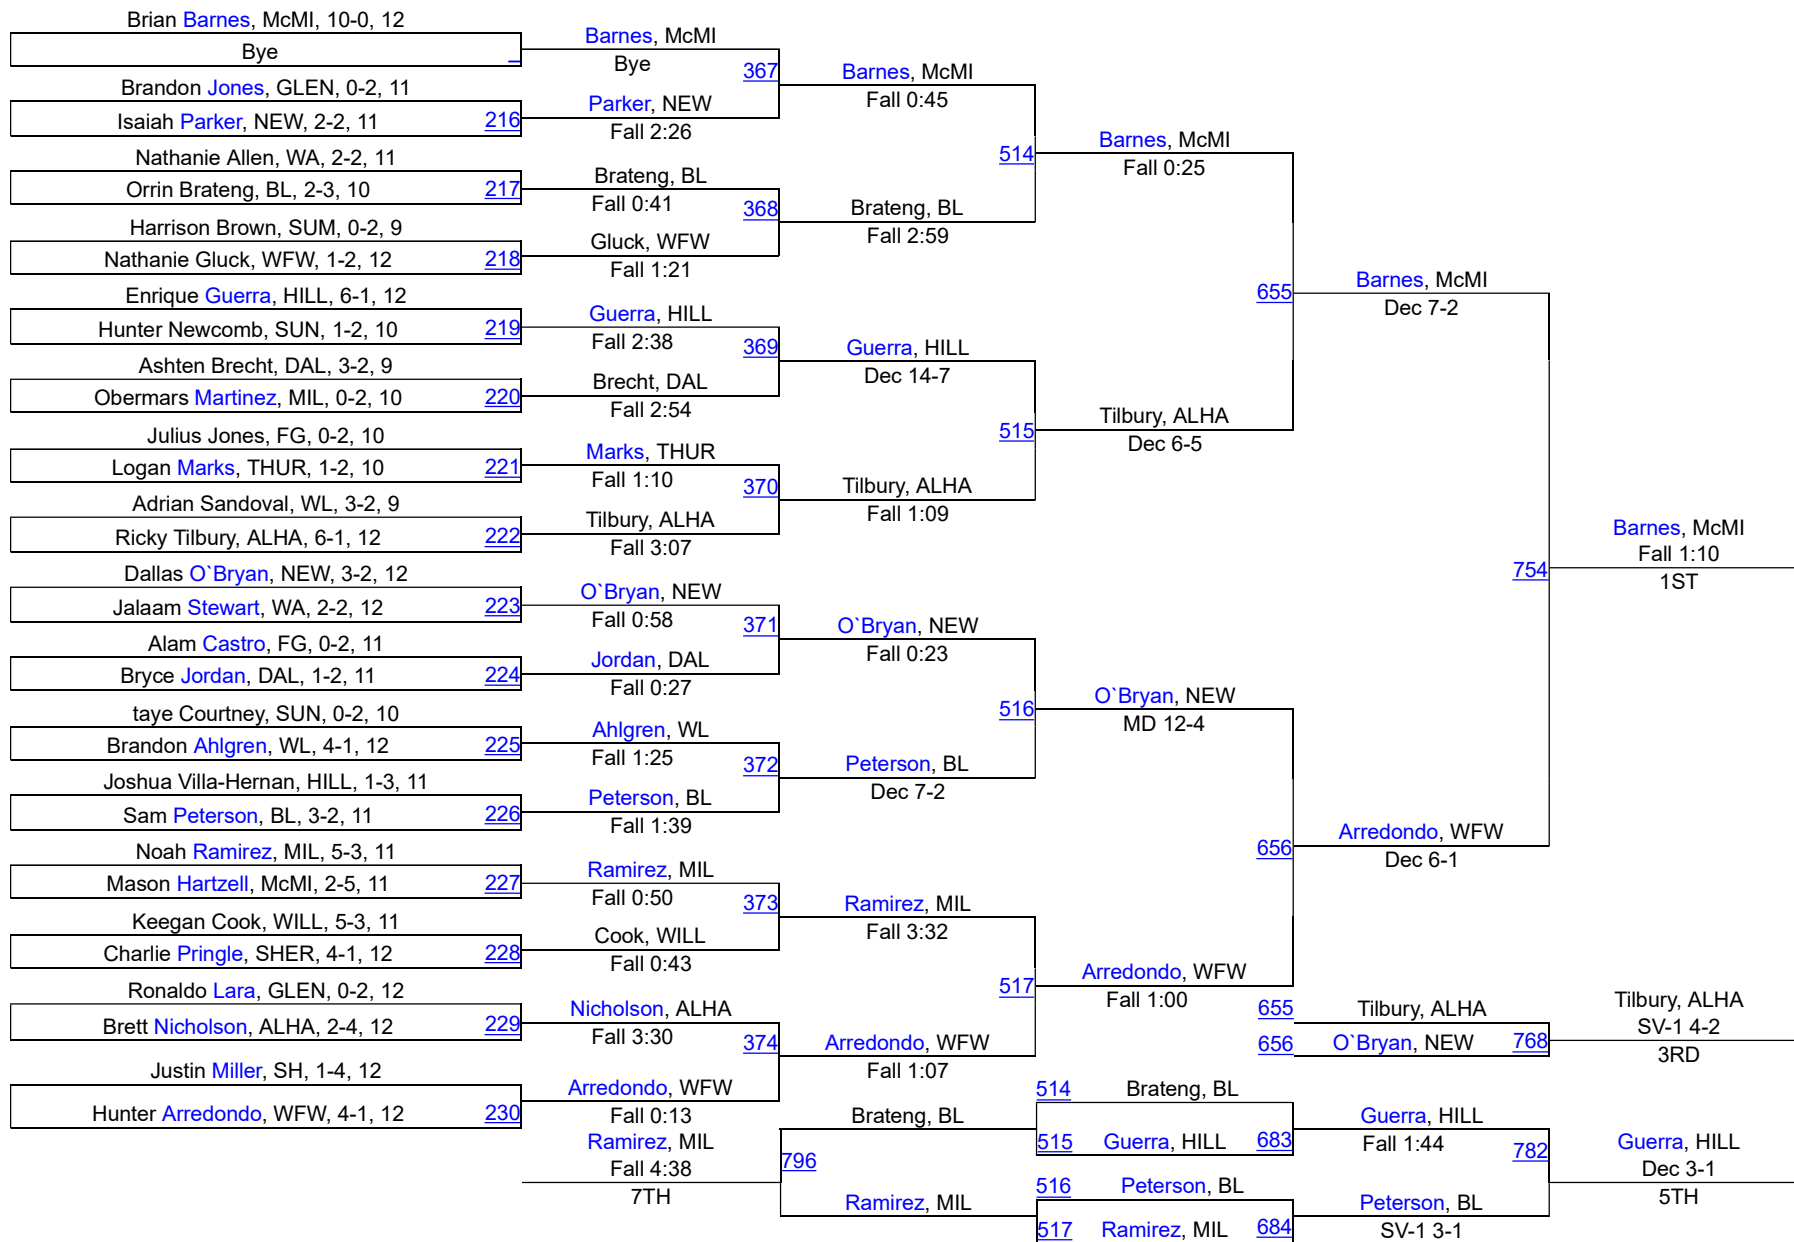 Brian Barnes, McMI, 10-0, 12
Bye
Brandon Jones, GLEN, 0-2, 11
Isaiah Parker, NEW, 2-2, 11 216
Nathanie Allen, WA, 2-2, 11
Orrin Brateng, BL, 2-3, 10 217
Harrison Brown, SUM, 0-2, 9
Nathanie Gluck, WFW, 1-2, 12 218
Enrique Guerra, HILL, 6-1, 12
Hunter Newcomb, SUN, 1-2, 10 219
Ashten Brecht, DAL, 3-2, 9
Obermars Martinez, MIL, 0-2, 10 220
Julius Jones, FG, 0-2, 10
Logan Marks, THUR, 1-2, 10 221
Adrian Sandoval, WL, 3-2, 9
Ricky Tilbury, ALHA, 6-1, 12 222
Dallas O`Bryan, NEW, 3-2, 12
Jalaam Stewart, WA, 2-2, 12 223
Alam Castro, FG, 0-2, 11
Bryce Jordan, DAL, 1-2, 11 224
taye Courtney, SUN, 0-2, 10
Brandon Ahlgren, WL, 4-1, 12 225
Joshua Villa-Hernan, HILL, 1-3, 11
Sam Peterson, BL, 3-2, 11 226
Noah Ramirez, MIL, 5-3, 11
Mason Hartzell, McMI, 2-5, 11 227
Keegan Cook, WILL, 5-3, 11
Charlie Pringle, SHER, 4-1, 12 228
Ronaldo Lara, GLEN, 0-2, 12
Brett Nicholson, ALHA, 2-4, 12 229
Justin Miller, SH, 1-4, 12
Hunter Arredondo, WFW, 4-1, 12 230
Barnes, McMI
Bye
367
Parker, NEW
Fall 2:26
Brateng, BL
Fall 0:41
368
Gluck, WFW
Fall 1:21
Guerra, HILL
Fall 2:38
369
Brecht, DAL
Fall 2:54
Marks, THUR
Fall 1:10
370
Tilbury, ALHA
Fall 3:07
O`Bryan, NEW
Fall 0:58
371
Jordan, DAL
Fall 0:27
Ahlgren, WL
Fall 1:25
372
Peterson, BL
Fall 1:39
Ramirez, MIL
Fall 0:50
373
Cook, WILL
Fall 0:43
Nicholson, ALHA
Fall 3:30
374
Arredondo, WFW
Fall 0:13
Ramirez, MIL
Fall 4:38
7TH
Barnes, McMI
Fall 0:45
514
Brateng, BL
Fall 2:59
Guerra, HILL
Dec 14-7
515
Tilbury, ALHA
Fall 1:09
O`Bryan, NEW
Fall 0:23
516
Peterson, BL
Dec 7-2
Ramirez, MIL
Fall 3:32
517
Arredondo, WFW
Fall 1:07
Brateng, BL
796
Ramirez, MIL
Barnes, McMI
Fall 0:25
655
Tilbury, ALHA
Dec 6-5
O`Bryan, NEW
MD 12-4
656
Arredondo, WFW
Fall 1:00
514 Brateng, BL
515 Guerra, HILL 683
516 Peterson, BL
517 Ramirez, MIL 684
Barnes, McMI
Dec 7-2
754
Arredondo, WFW
Dec 6-1
655 Tilbury, ALHA
656 O`Bryan, NEW 768
Guerra, HILL
Fall 1:44
782
Peterson, BL
SV-1 3-1
Barnes, McMI
Fall 1:10
1ST
Tilbury, ALHA
SV-1 4-2
3RD
Guerra, HILL
Dec 3-1
5TH